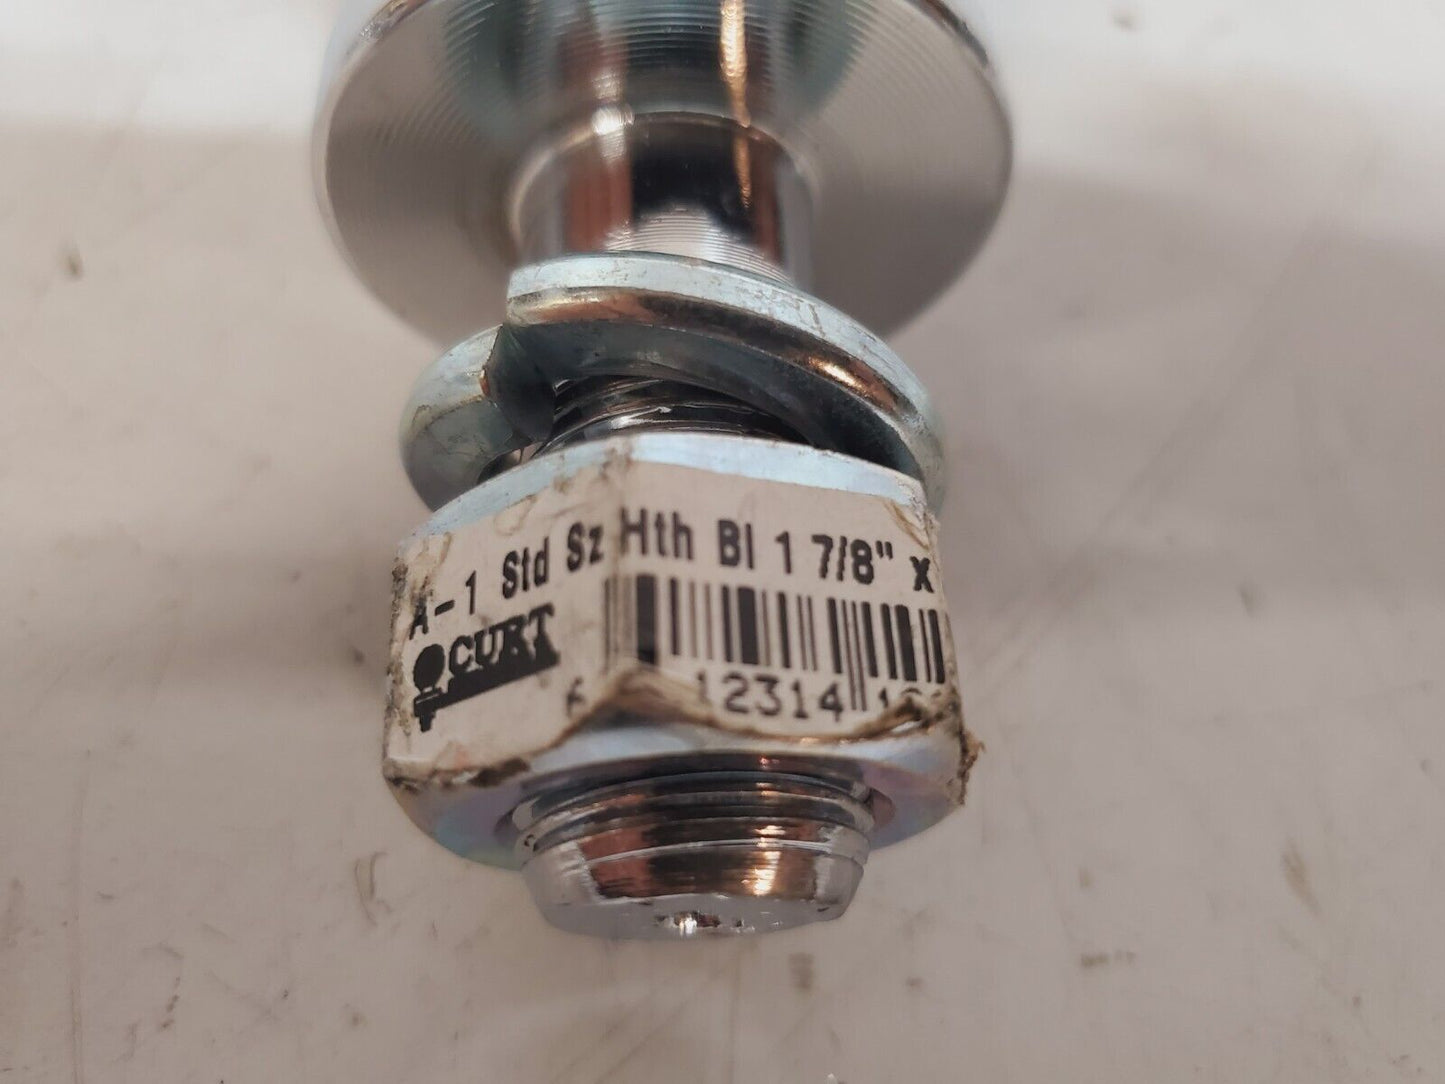 A-1 Std Sz Hth Bl 1 7/8" x
CURT
12314